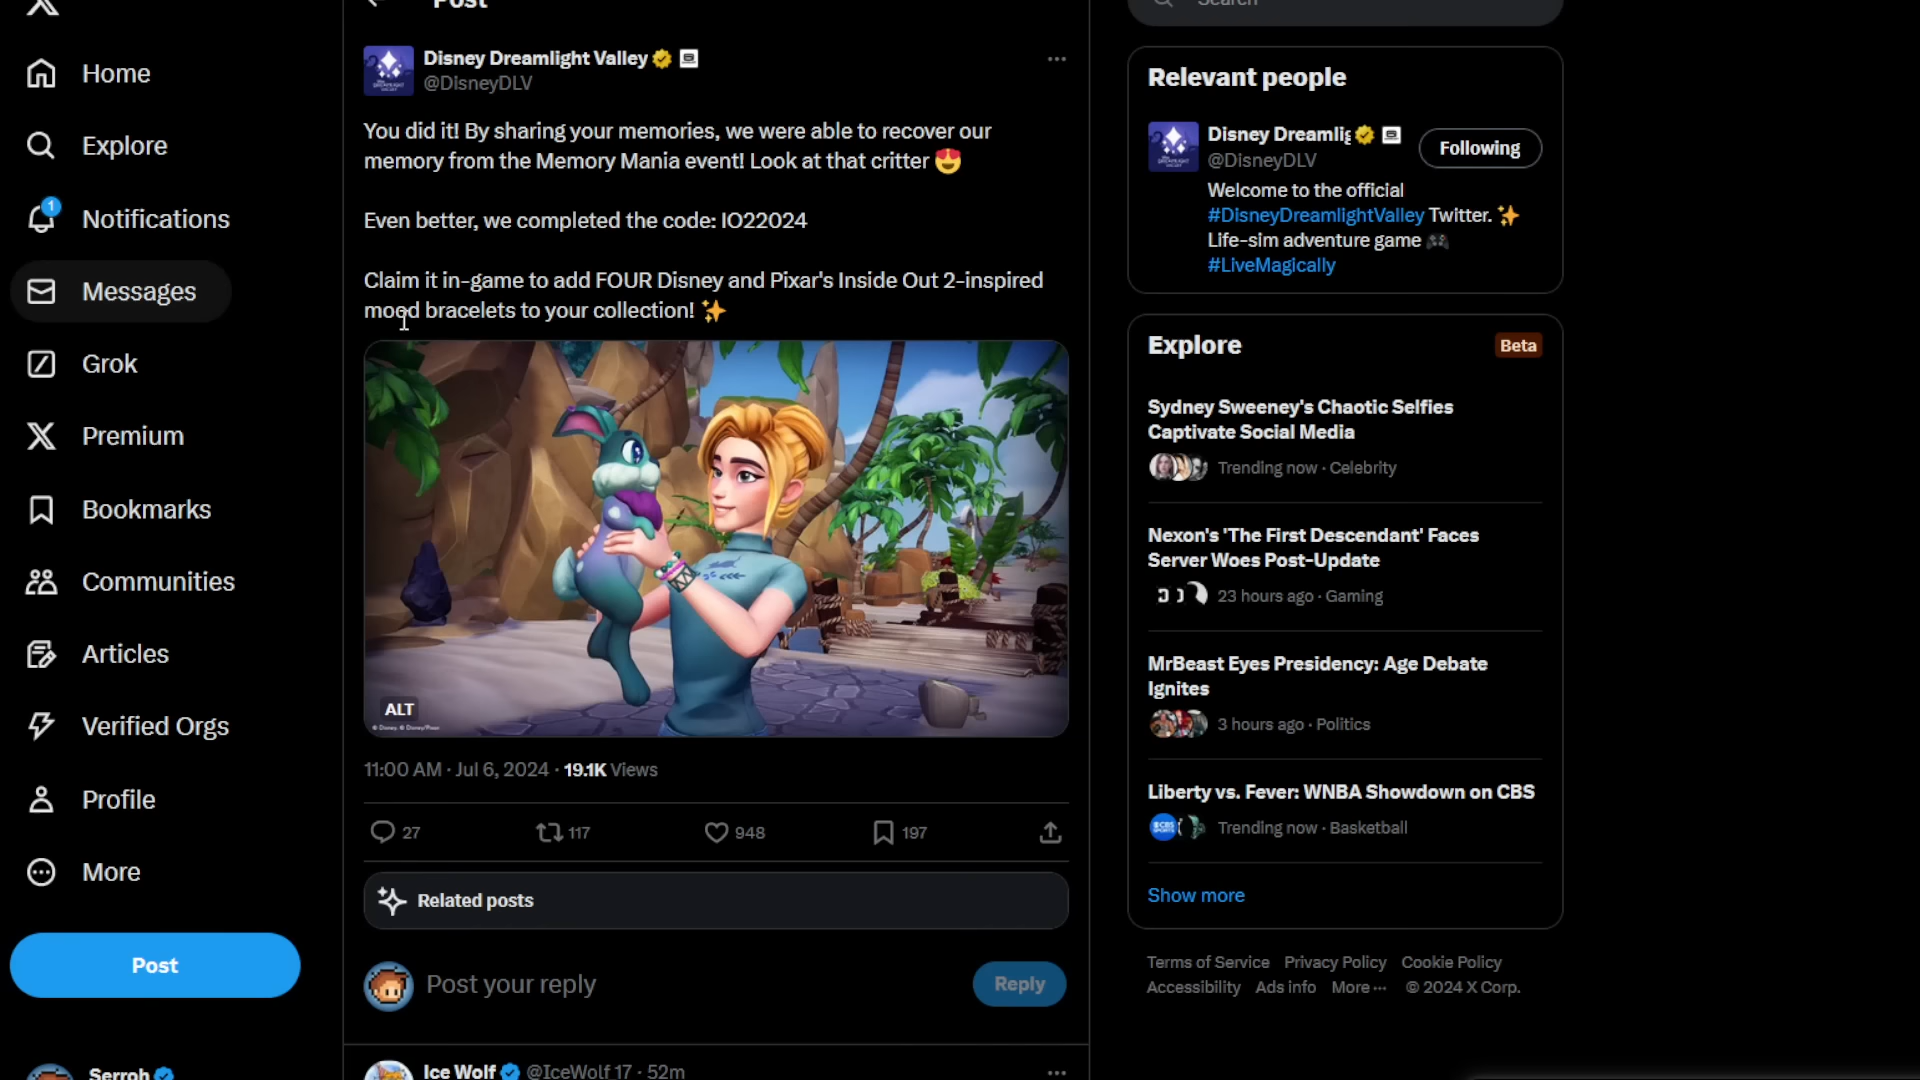 Post
Search
Home
Explore
1
Notifications
Messages
Grok
Premium
Bookmarks
Communities
Articles
Verified Orgs
Profile
More
Post
Serroh
Disney Dreamlight Valley
@DisneyDLV
You did it! By sharing your memories, we were able to recover our
memory from the Memory Mania event! Look at that critter 😍
Even better, we completed the code: IO22024
Claim it in-game to add FOUR Disney and Pixar's Inside Out 2-inspired
mood bracelets to your collection! ✨
ALT
© Disney. © Disney/Pixar
11:00 AM · Jul 6, 2024 · 19.1K Views
27
117
948
197
Related posts
Post your reply
Reply
Ice Wolf @IceWolf_17 · 52m
Relevant people
Disney Dreamlig
@DisneyDLV
Following
Welcome to the official
#DisneyDreamlightValley Twitter. ✨
Life-sim adventure game 🎮
#LiveMagically
Explore
Beta
Sydney Sweeney's Chaotic Selfies
Captivate Social Media
Trending now · Celebrity
Nexon's 'The First Descendant' Faces
Server Woes Post-Update
23 hours ago · Gaming
MrBeast Eyes Presidency: Age Debate
Ignites
3 hours ago · Politics
Liberty vs. Fever: WNBA Showdown on CBS
Trending now · Basketball
Show more
Terms of Service Privacy Policy Cookie Policy
Accessibility Ads info More ··· © 2024 X Corp.